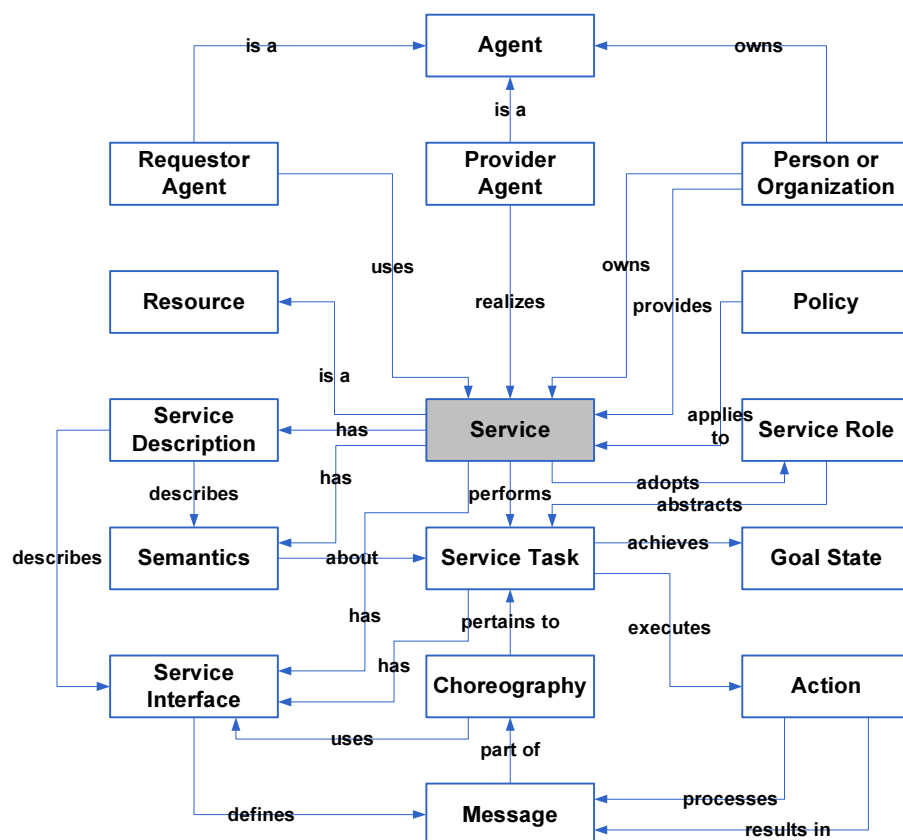 Agent
is a
owns
is a
Requestor
Agent
Provider
Agent
Person or
Organization
uses
owns
Resource
realizes
provides
Policy
is a
Service
Description
has
Service
applies
to
Service Role
has
describes
performs
adopts
abstracts
describes
Semantics
about
Service Task
achieves
Goal State
has
pertains to
executes
has
Service
Interface
Choreography
Action
uses
part of
defines
Message
processes
results in